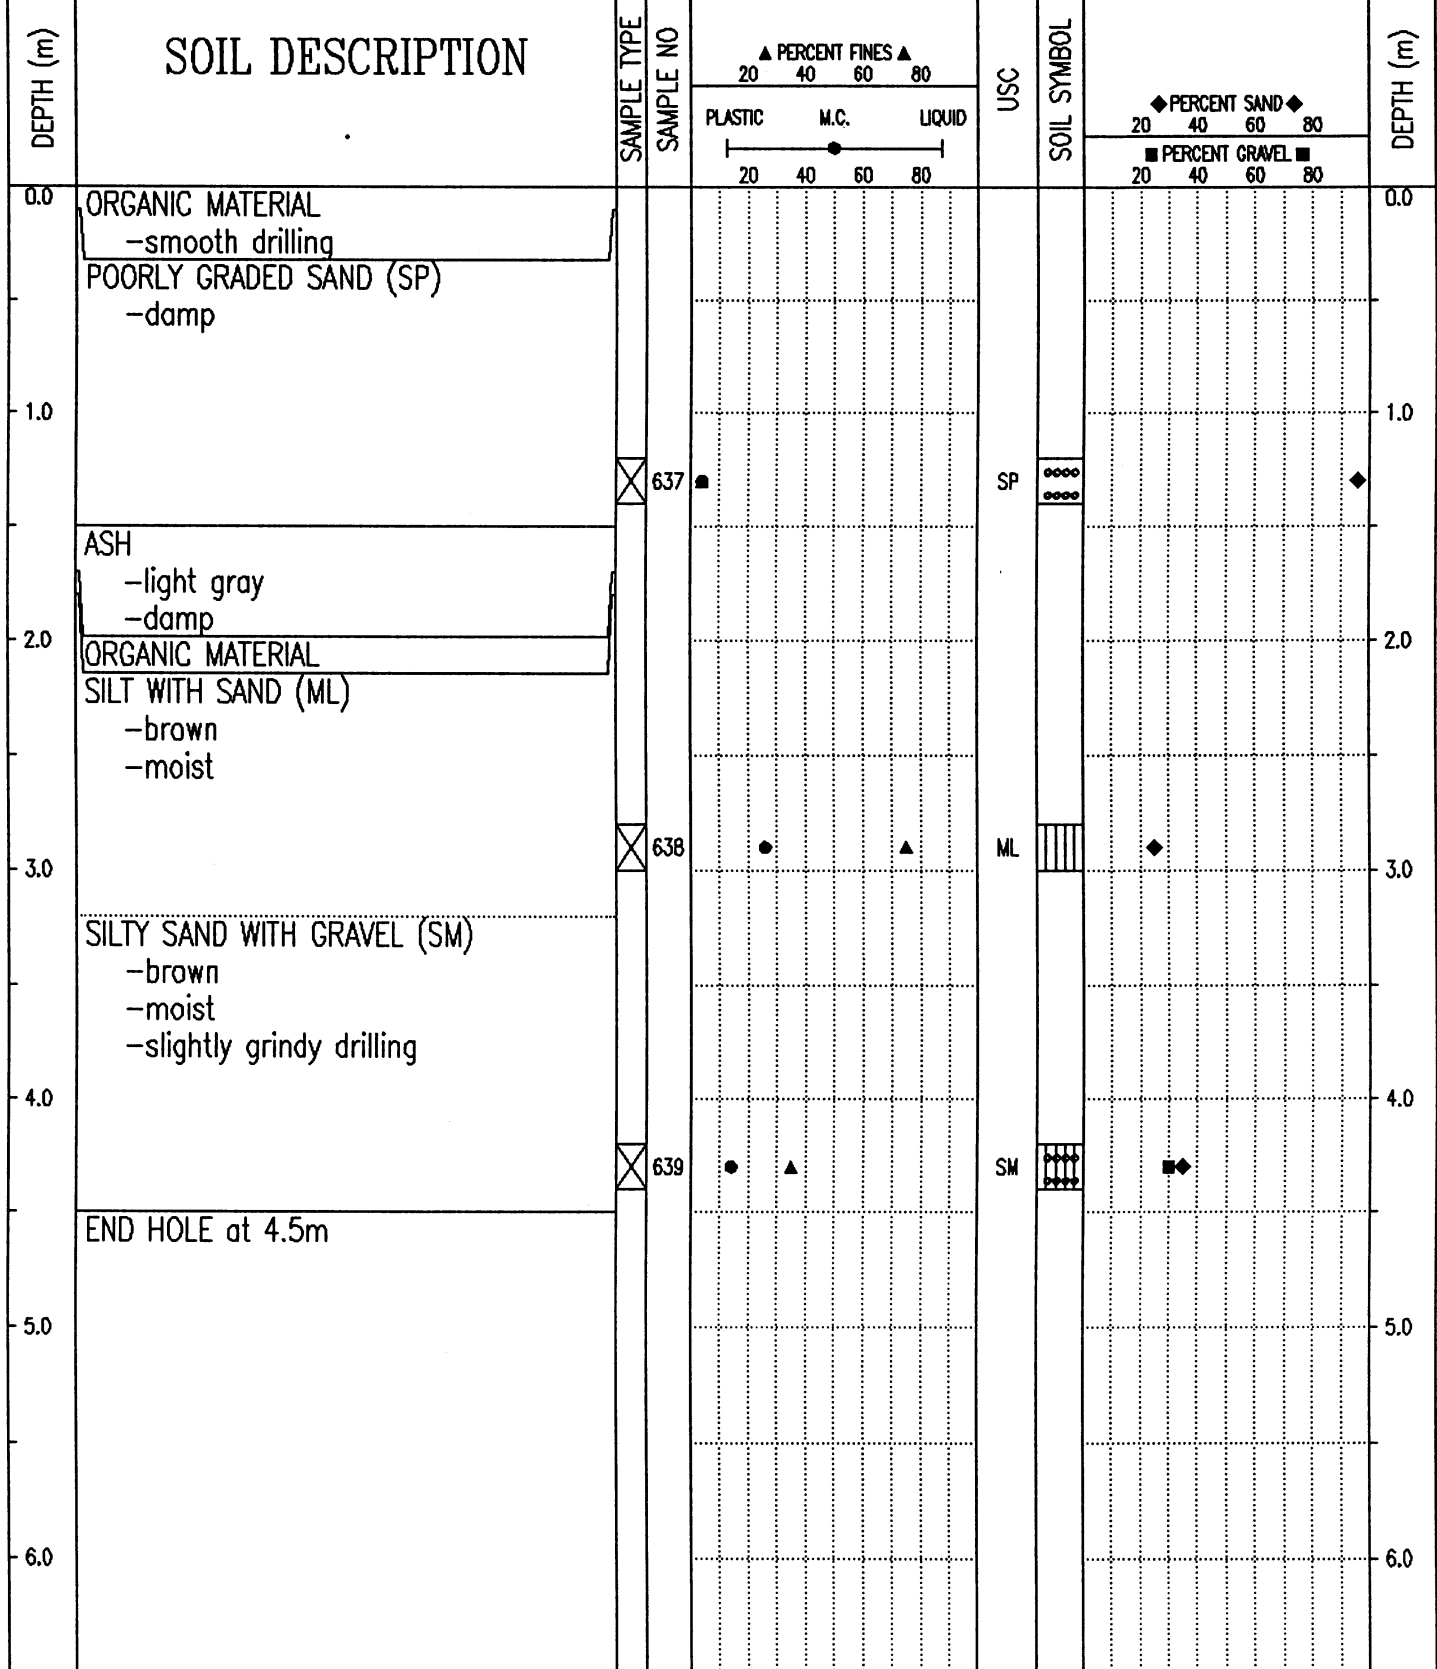 DEPTH (m)
SOIL DESCRIPTION
SAMPLE TYPE
SAMPLE NO
▲ PERCENT FINES ▲
20 40 60 80
PLASTIC M.C. LIQUID
20 40 60 80
USC
SOIL SYMBOL
◆ PERCENT SAND ◆
20 40 60 80
■ PERCENT GRAVEL ■
20 40 60 80
DEPTH (m)
0.0 0.0
ORGANIC MATERIAL
-smooth drilling
POORLY GRADED SAND (SP)
-damp
1.0 1.0
637 SP
ASH
-light gray
-damp
2.0 2.0
ORGANIC MATERIAL
SILT WITH SAND (ML)
-brown
-moist
638 ML
3.0 3.0
SILTY SAND WITH GRAVEL (SM)
-brown
-moist
-slightly grindy drilling
4.0 4.0
639 SM
END HOLE at 4.5m
5.0 5.0
6.0 6.0